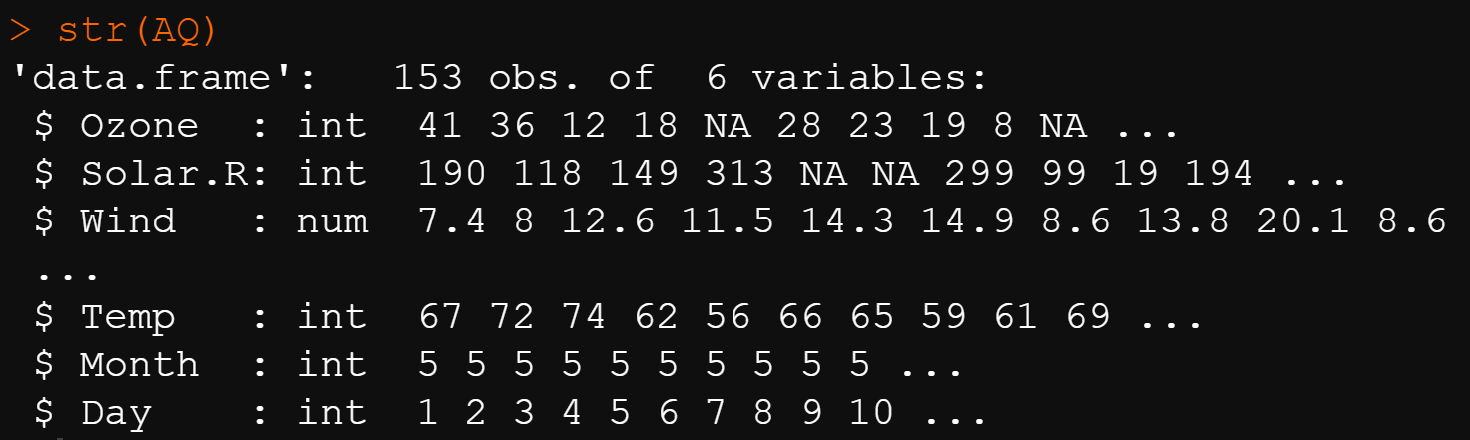 > str(AQ)
'data.frame':   153 obs. of  6 variables:
 $ Ozone  : int  41 36 12 18 NA 28 23 19 8 NA ...
 $ Solar.R: int  190 118 149 313 NA NA 299 99 19 194 ...
 $ Wind   : num  7.4 8 12.6 11.5 14.3 14.9 8.6 13.8 20.1 8.6
 ...
 $ Temp   : int  67 72 74 62 56 66 65 59 61 69 ...
 $ Month  : int  5 5 5 5 5 5 5 5 5 5 ...
 $ Day    : int  1 2 3 4 5 6 7 8 9 10 ...